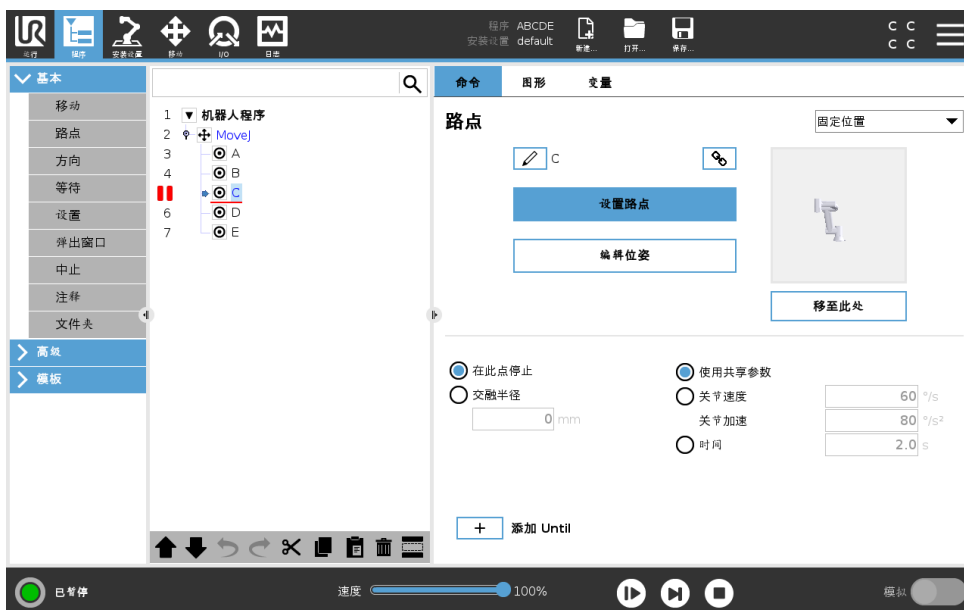 UR
运行
程序
安装设置
移动
I/O
日志
程序 ABCDE
安装设置 default
新建...
打开...
保存...
C C
C C
基本
移动
路点
方向
等待
设置
弹出窗口
中止
注释
文件夹
高级
模板
1 机器人程序
2 MoveJ
3 A
4 B
C
6 D
7 E
命令 图形 变量
路点
固定位置
C
设置路点
编辑位姿
移至此处
在此点停止
交融半径
0 mm
使用共享参数
关节速度 60 °/s
关节加速 80 °/s²
时间 2.0 s
+ 添加 Until
已暂停
速度 100%
模拟